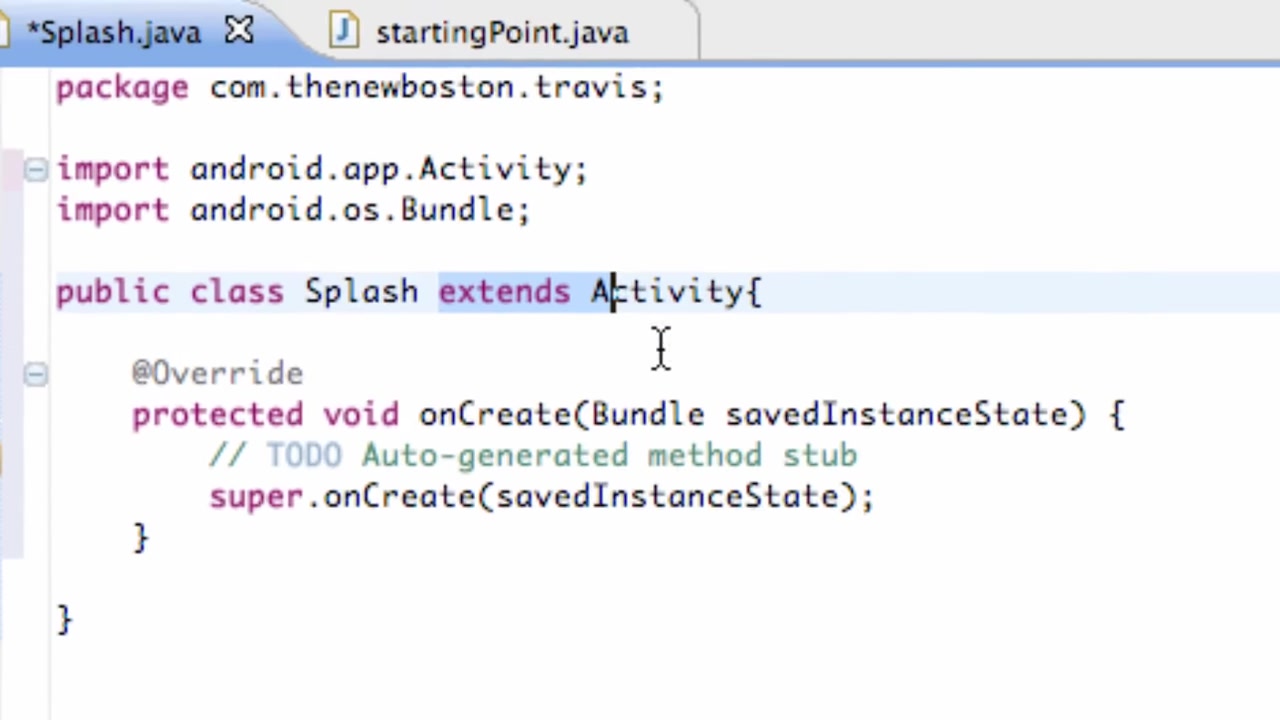 *Splash.java
startingPoint.java
package com.thenewboston.travis;
import android.app.Activity;
import android.os.Bundle;
public class Splash extends Activity{
@Override
protected void onCreate(Bundle savedInstanceState) {
// TODO Auto-generated method stub
super.onCreate(savedInstanceState);
}
}